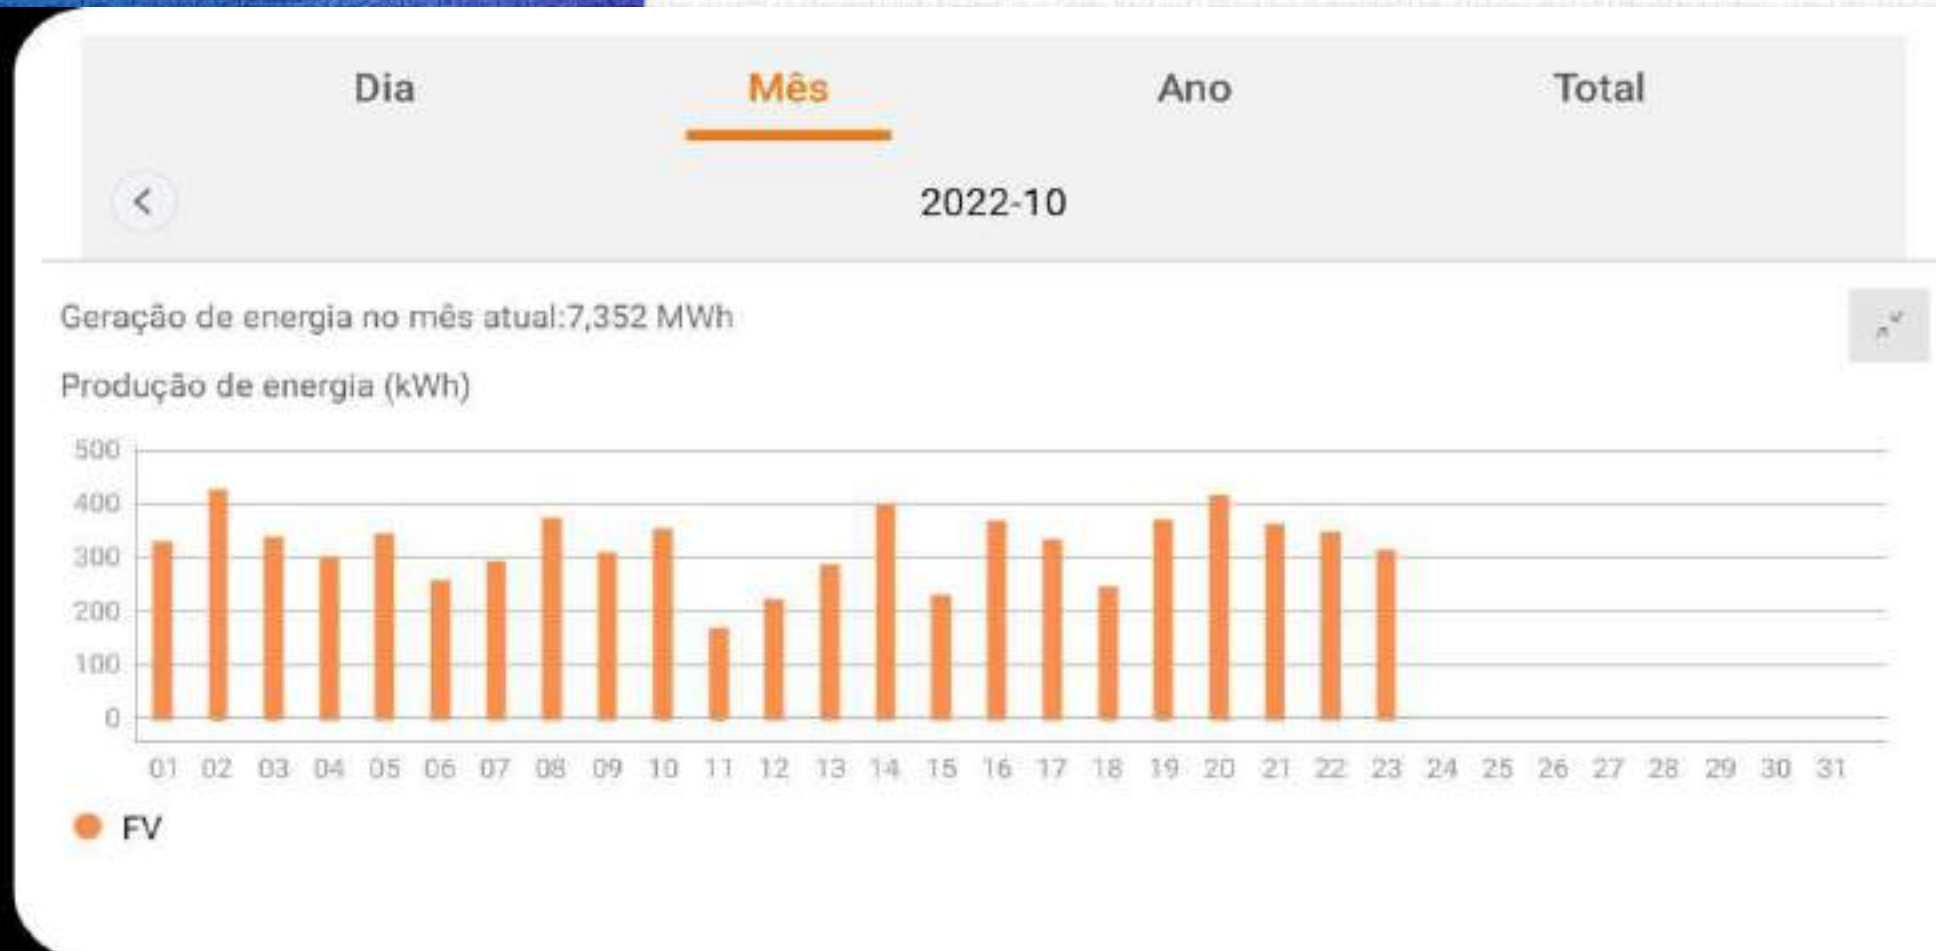 Dia Mês Ano Total
2022-10
Geração de energia no mês atual:7,352 MWh
Produção de energia (kWh)
500
400
300
200
100
0
01 02 03 04 05 06 07 08 09 10 11 12 13 14 15 16 17 18 19 20 21 22 23 24 25 26 27 28 29 30 31
FV